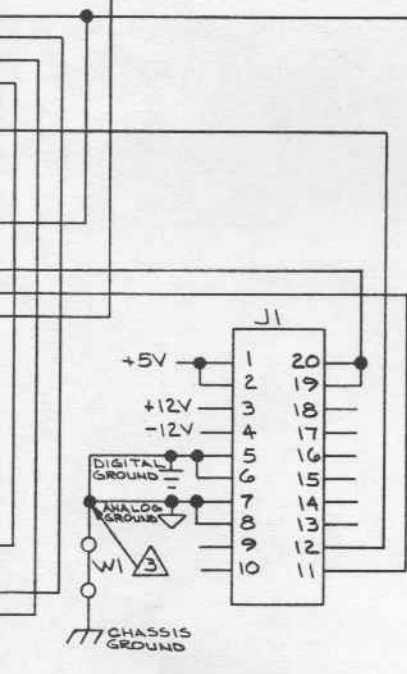 J1
+5V
1 20
2 19
+12V 3 18
-12V 4 17
5 16
DIGITAL
GROUND
6 15
7 14
ANALOG
GROUND
8 13
9 12
10 11
W1
3
CHASSIS
GROUND